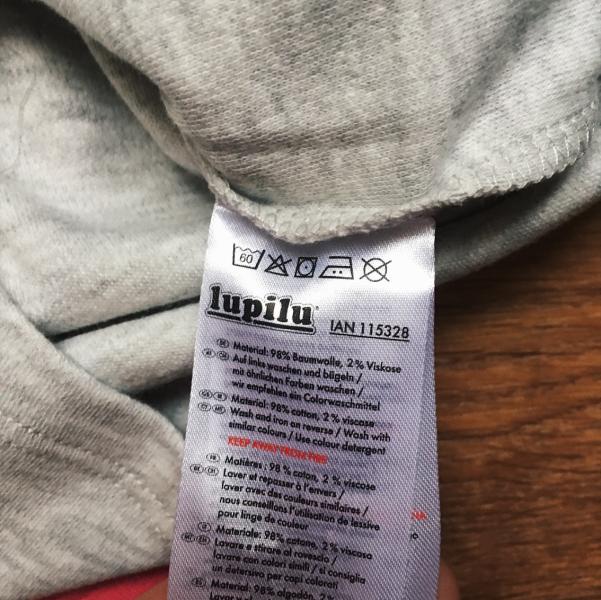 60
lupilu
IAN 115328
DE Material: 98% Baumwolle, 2% Viskose
Auf links waschen und bügeln /
mit ähnlichen Farben waschen /
wir empfehlen ein Colorwaschmittel
Material: 98% cotton, 2% viscose
Wash and iron on reverse / Wash with
similar colours / Use colour detergent
KEEP AWAY FROM FIRE
FR Matières : 98 % coton, 2 % viscose
Laver et repasser à l'envers /
laver avec des couleurs similaires /
nous conseillons l'utilisation de lessive
pour linge de couleur
IT Materiale: 98% cotone, 2% viscosa
Lavare e stirare al rovescio /
Lavare con colori simili / si consiglia
un detersivo per capi colorati
ES Material: 98% algodón, 2%